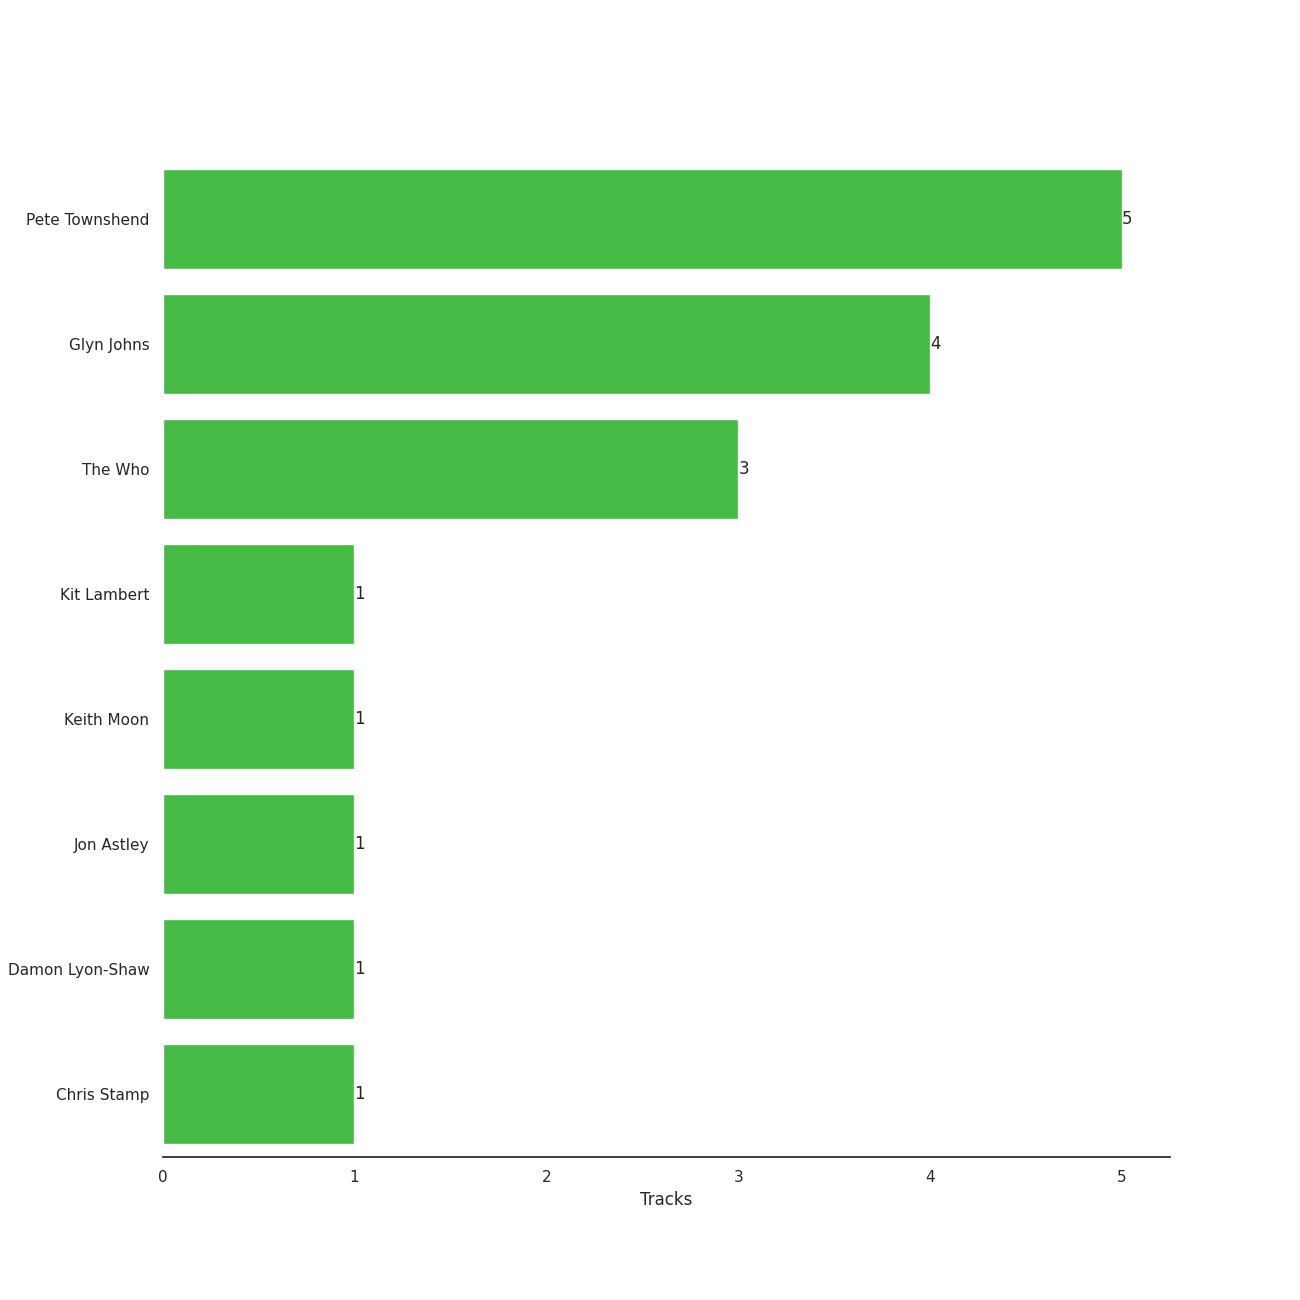 Pete Townshend 5
Glyn Johns 4
The Who 3
Kit Lambert 1
Keith Moon 1
Jon Astley 1
Damon Lyon-Shaw 1
Chris Stamp 1
0 1 2 3 4 5
Tracks